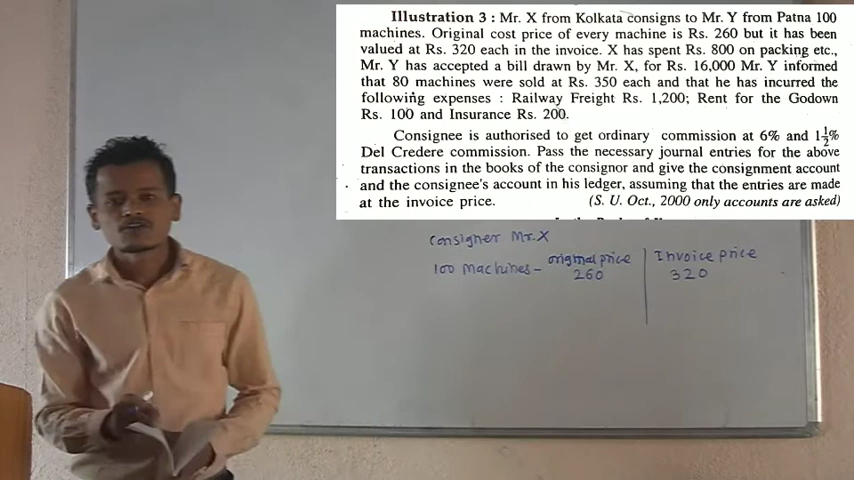 Illustration 3 : Mr. X from Kolkata consigns to Mr. Y from Patna 100
machines. Original cost price of every machine is Rs. 260 but it has been
valued at Rs. 320 each in the invoice. X has spent Rs. 800 on packing etc.,
Mr. Y has accepted a bill drawn by Mr. X, for Rs. 16,000 Mr. Y informed
that 80 machines were sold at Rs. 350 each and that he has incurred the
following expenses : Railway Freight Rs. 1,200; Rent for the Godown
Rs. 100 and Insurance Rs. 200.
Consignee is authorised to get ordinary commission at 6% and 1½%
Del Credere commission. Pass the necessary journal entries for the above
transactions in the books of the consignor and give the consignment account
and the consignee's account in his ledger, assuming that the entries are made
at the invoice price. (S. U. Oct., 2000 only accounts are asked)
Consigner Mr. X
100 Machines - original price Invoice price
260 320